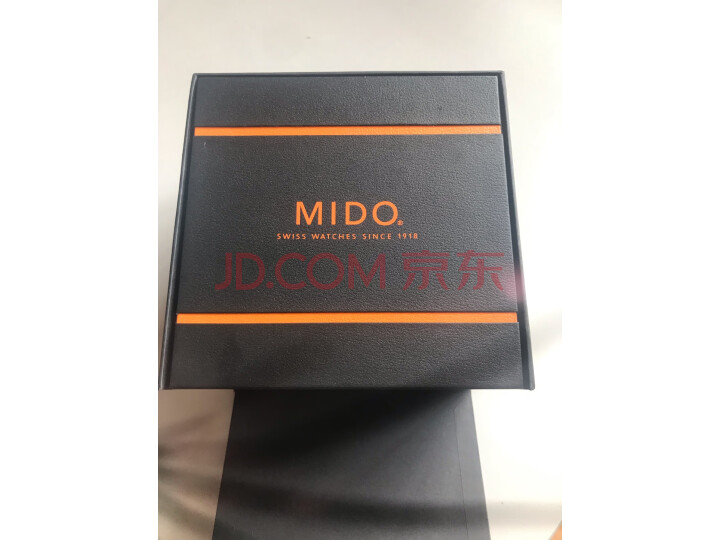 MIDO®
SWISS WATCHES SINCE 1918
JD.COM 京东